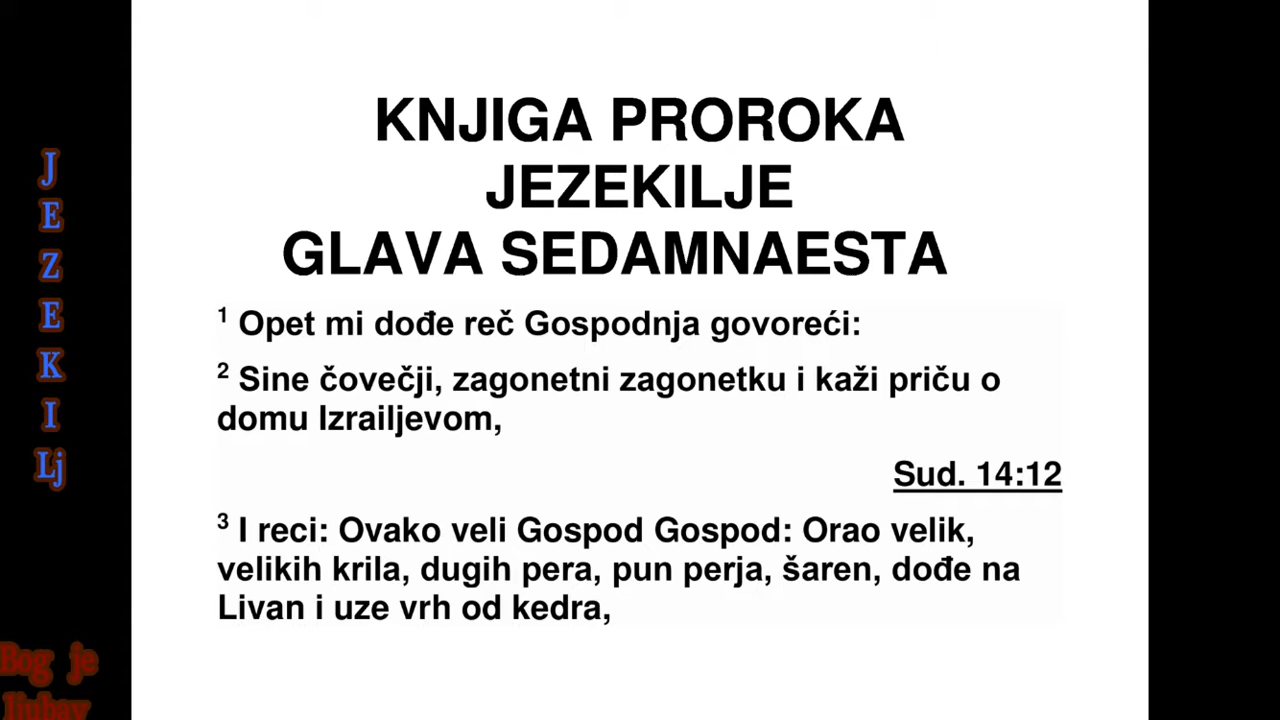 J
E
Z
E
K
I
Lj
Bog je
ljubav
KNJIGA PROROKA
JEZEKILJE
GLAVA SEDAMNAESTA
1 Opet mi dođe reč Gospodnja govoreći:
2 Sine čovečji, zagonetni zagonetku i kaži priču o
domu Izrailjevom,
Sud. 14:12
3 I reci: Ovako veli Gospod Gospod: Orao velik,
velikih krila, dugih pera, pun perja, šaren, dođe na
Livan i uze vrh od kedra,